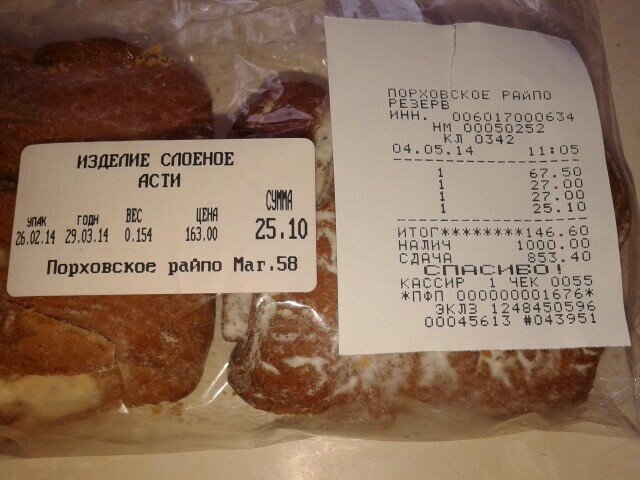 ИЗДЕЛИЕ СЛОЕНОЕ
АСТИ
УПАК ГОДН ВЕС ЦЕНА СУММА
26.02.14 29.03.14 0.154 163.00 25.10
Порховское райпо Маг.58
ПОРХОВСКОЕ РАЙПО
РЕЗЕРВ
ИНН. 006017000634
НМ 00050252
КЛ 0342
04.05.14 11:05
1 67.50
1 27.00
1 27.00
1 25.10
ИТОГ********146.60
НАЛИЧ 1000.00
СДАЧА 853.40
СПАСИБО!
КАССИР 1 ЧЕК 0055
*ПФП 000000001676*
ЭКЛЗ 1248450596
00045613 #043951